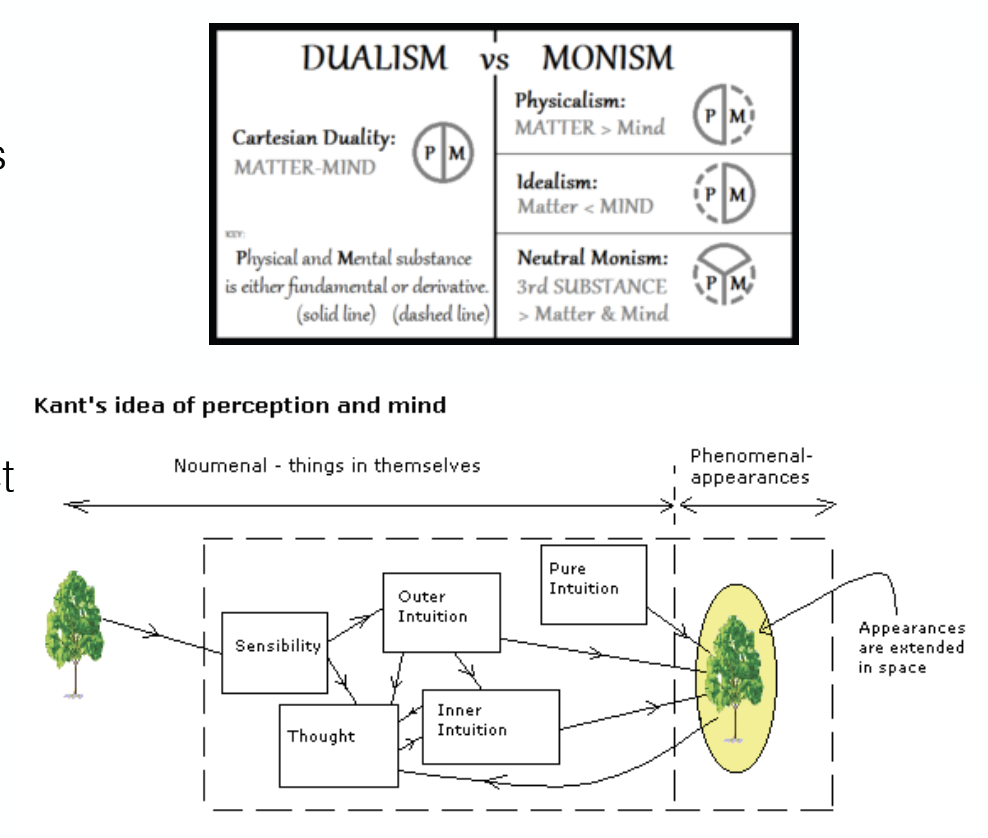 DUALISM vs MONISM
Cartesian Duality:
MATTER-MIND
P M
KEY:
Physical and Mental substance
is either fundamental or derivative.
(solid line) (dashed line)
Physicalism:
MATTER > Mind
P M
Idealism:
Matter < MIND
P M
Neutral Monism:
3rd SUBSTANCE
> Matter & Mind
P M
s
Kant's idea of perception and mind
t
Noumenal - things in themselves
Phenomenal-
appearances
Pure
Intuition
Outer
Intuition
Sensibility
Thought
Inner
Intuition
Appearances
are extended
in space